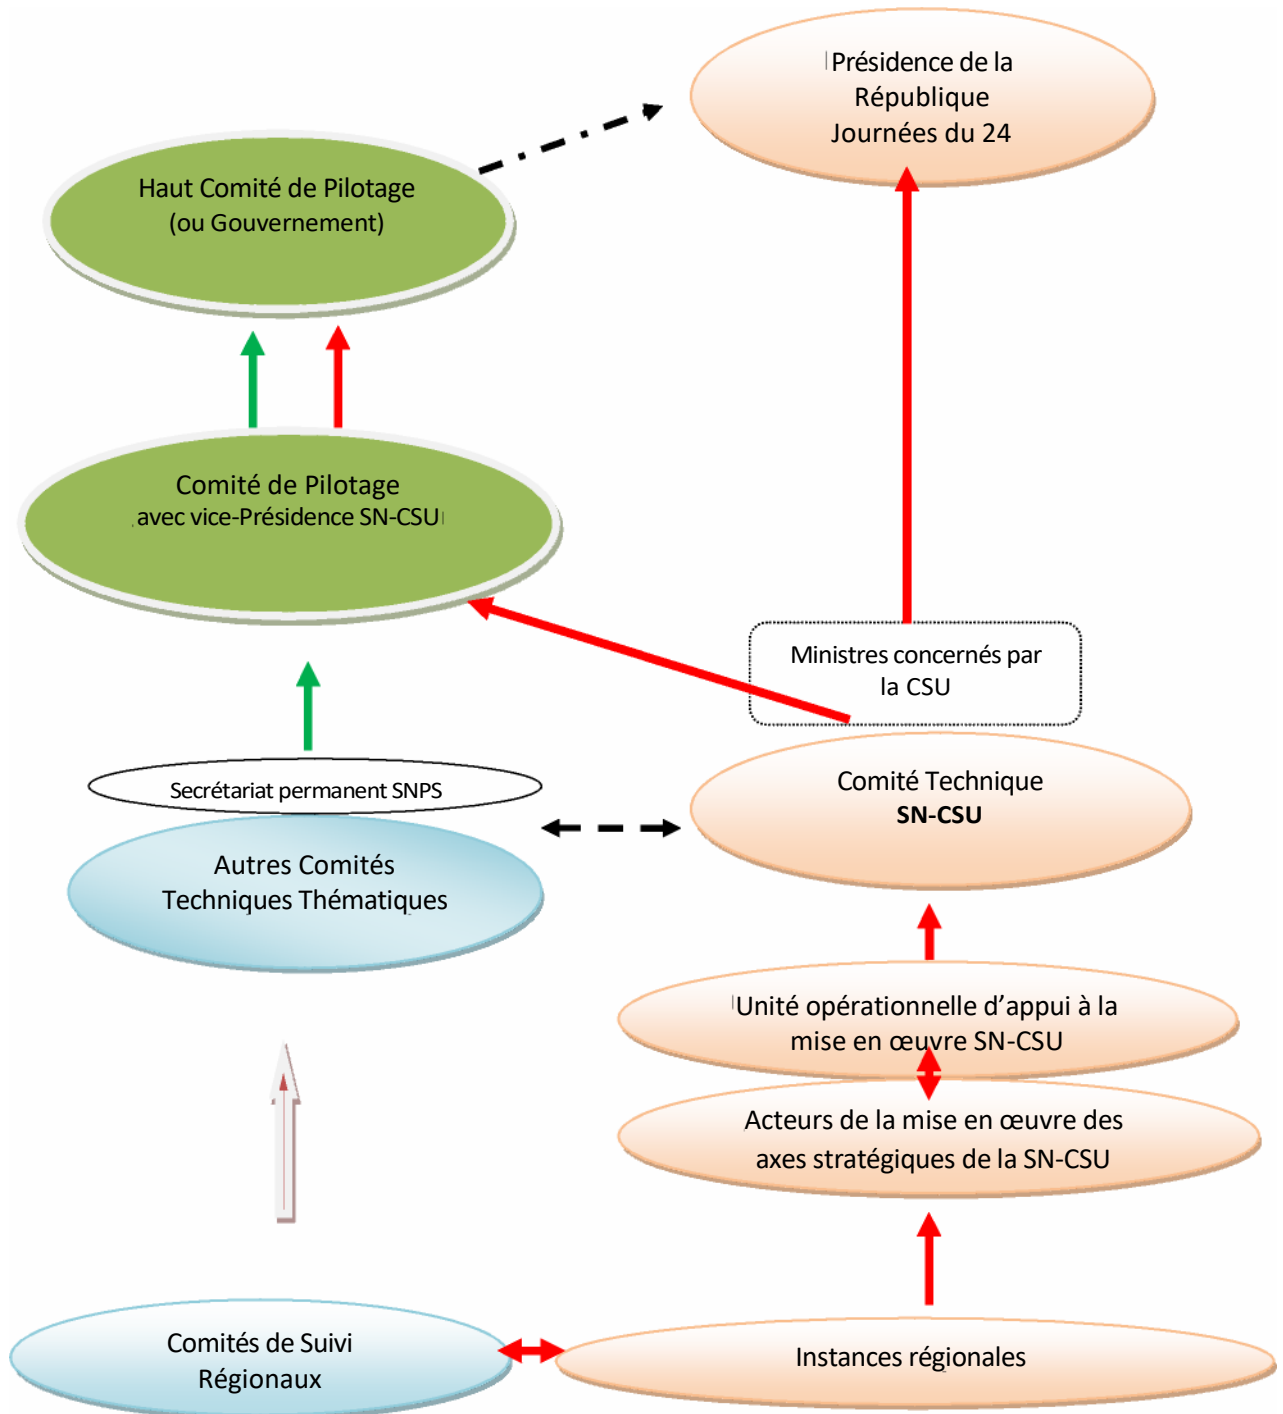 Présidence de la
République
Journées du 24
Haut Comité de Pilotage
(ou Gouvernement)
Comité de Pilotage
avec vice-Présidence SN-CSU
Ministres concernés par
la CSU
Secrétariat permanent SNPS
Comité Technique
SN-CSU
Autres Comités
Techniques Thématiques
Unité opérationnelle d’appui à la
mise en œuvre SN-CSU
Acteurs de la mise en œuvre des
axes stratégiques de la SN-CSU
Comités de Suivi
Régionaux
Instances régionales